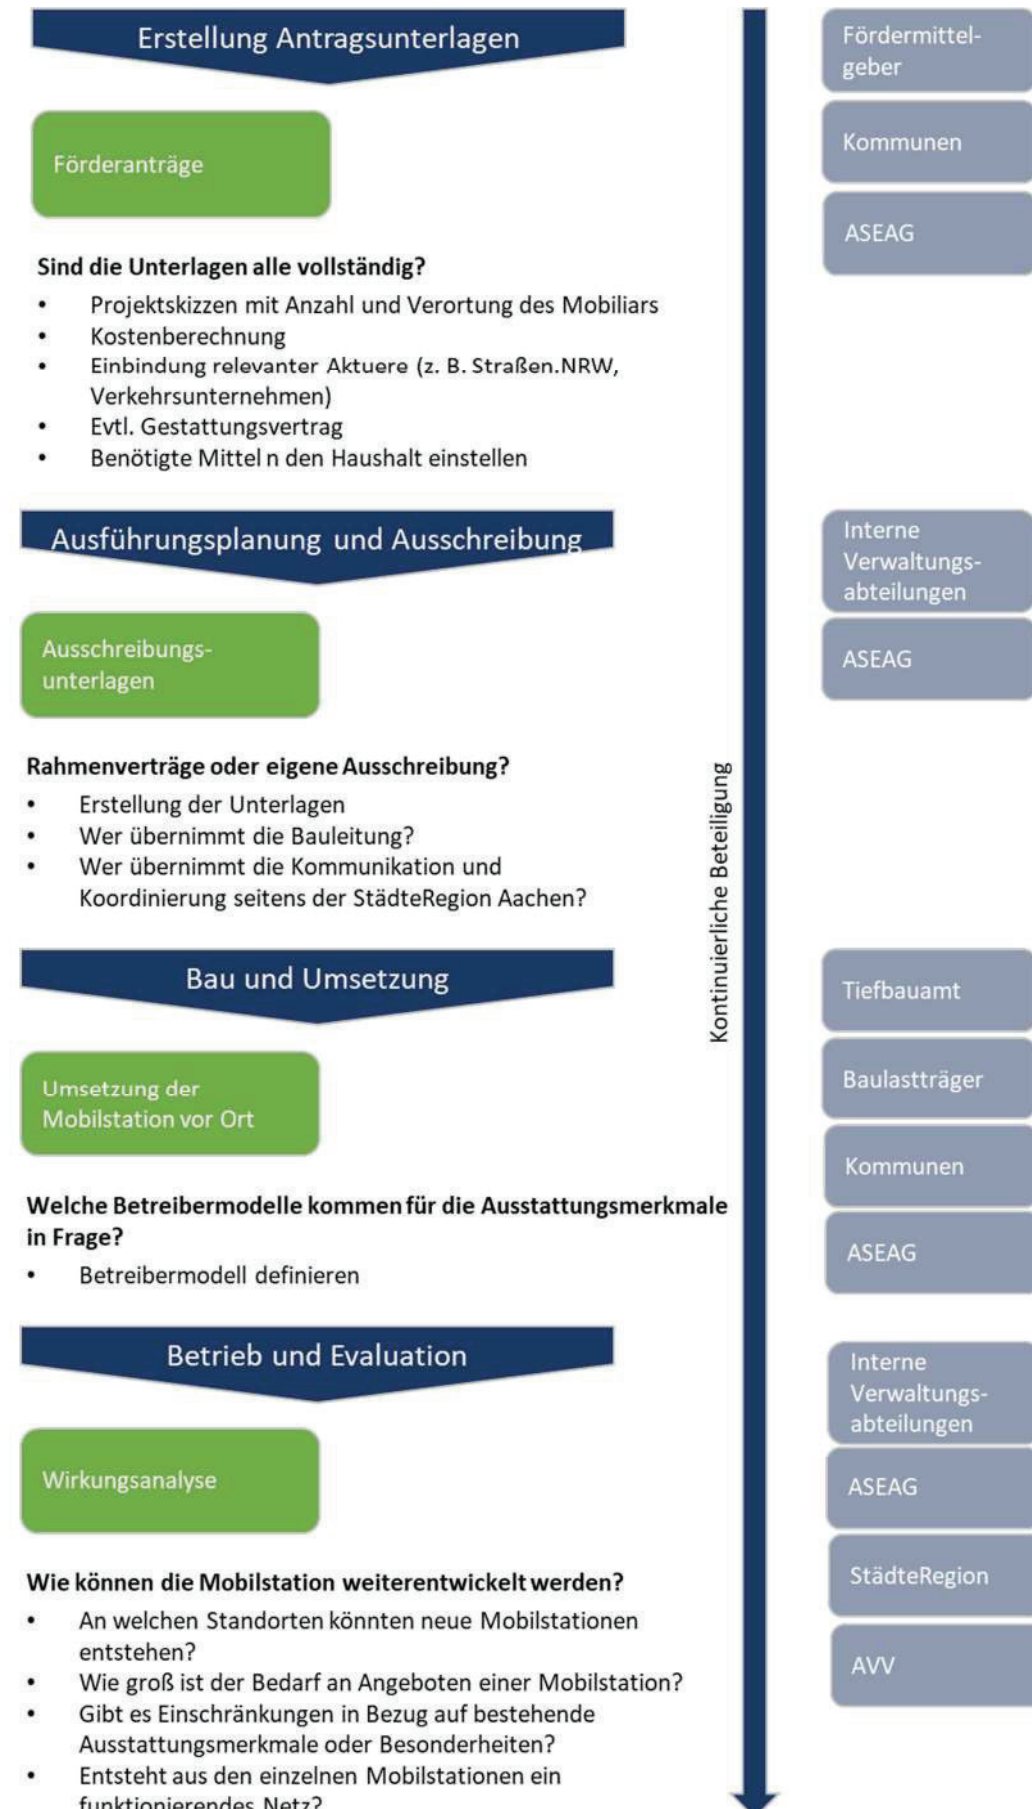 Erstellung Antragsunterlagen
Fördermittel-
geber
Kommunen
ASEAG
Förderanträge
Sind die Unterlagen alle vollständig?
• Projektskizzen mit Anzahl und Verortung des Mobiliars
• Kostenberechnung
• Einbindung relevanter Aktuere (z. B. Straßen.NRW,
Verkehrsunternehmen)
• Evtl. Gestattungsvertrag
• Benötigte Mittel n den Haushalt einstellen
Ausführungsplanung und Ausschreibung
Interne
Verwaltungs-
abteilungen
ASEAG
Ausschreibungs-
unterlagen
Rahmenverträge oder eigene Ausschreibung?
• Erstellung der Unterlagen
• Wer übernimmt die Bauleitung?
• Wer übernimmt die Kommunikation und
Koordinierung seitens der StädteRegion Aachen?
Kontinuierliche Beteiligung
Bau und Umsetzung
Tiefbauamt
Baulastträger
Kommunen
ASEAG
Umsetzung der
Mobilstation vor Ort
Welche Betreibermodelle kommen für die Ausstattungsmerkmale
in Frage?
• Betreibermodell definieren
Betrieb und Evaluation
Interne
Verwaltungs-
abteilungen
ASEAG
StädteRegion
AVV
Wirkungsanalyse
Wie können die Mobilstation weiterentwickelt werden?
• An welchen Standorten könnten neue Mobilstationen
entstehen?
• Wie groß ist der Bedarf an Angeboten einer Mobilstation?
• Gibt es Einschränkungen in Bezug auf bestehende
Ausstattungsmerkmale oder Besonderheiten?
• Entsteht aus den einzelnen Mobilstationen ein
funktionierendes Netz?